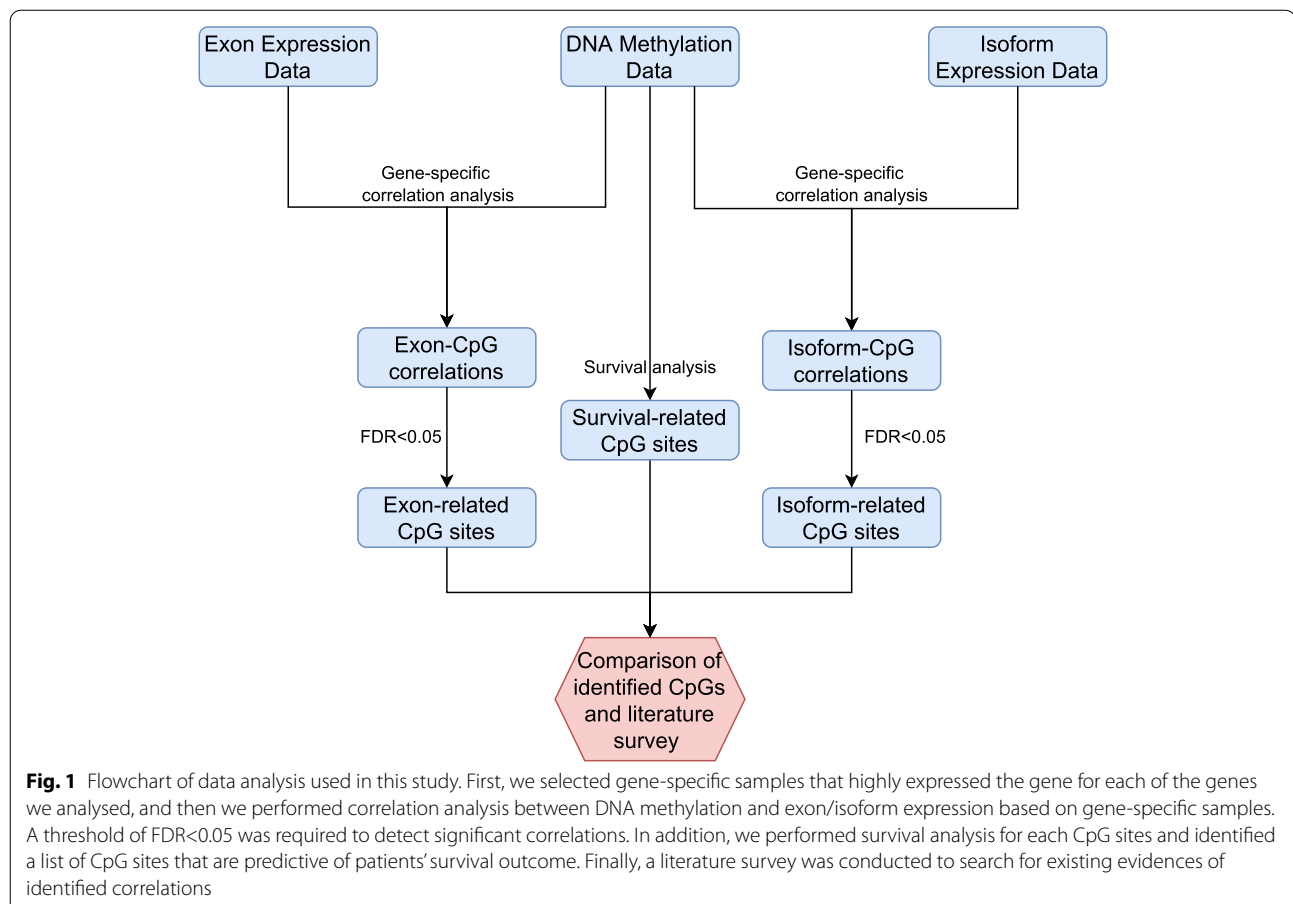 Exon Expression
Data
DNA Methylation
Data
Isoform
Expression Data
Gene-specific
correlation analysis
Gene-specific
correlation analysis
Exon-CpG
correlations
Survival analysis
Isoform-CpG
correlations
FDR<0.05
Survival-related
CpG sites
FDR<0.05
Exon-related
CpG sites
Isoform-related
CpG sites
Comparison of
identified CpGs
and literature
survey
Fig. 1 Flowchart of data analysis used in this study. First, we selected gene-specific samples that highly expressed the gene for each of the genes
we analysed, and then we performed correlation analysis between DNA methylation and exon/isoform expression based on gene-specific samples.
A threshold of FDR<0.05 was required to detect significant correlations. In addition, we performed survival analysis for each CpG sites and identified
a list of CpG sites that are predictive of patients’ survival outcome. Finally, a literature survey was conducted to search for existing evidences of
identified correlations